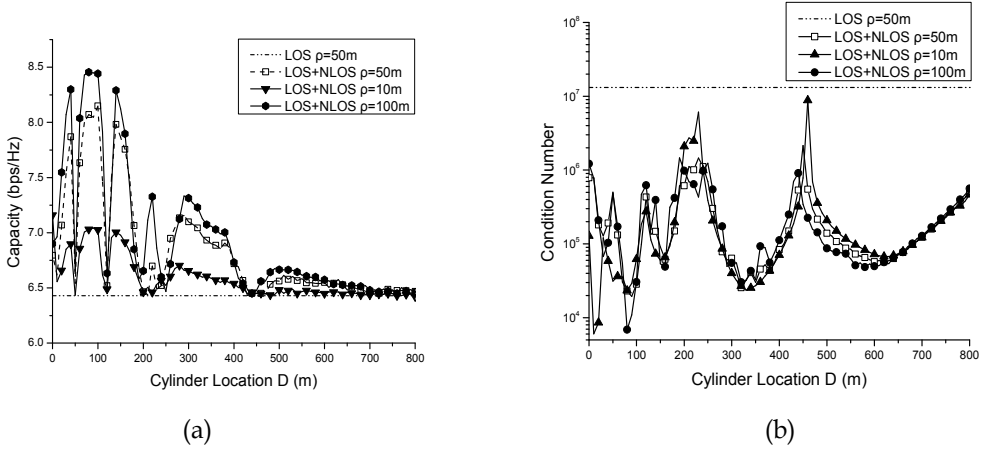 LOS ρ=50m
LOS+NLOS ρ=50m
LOS+NLOS ρ=10m
LOS+NLOS ρ=100m
8.5
8.0
7.5
7.0
6.5
6.0
Capacity (bps/Hz)
0 100 200 300 400 500 600 700 800
Cylinder Location D (m)
(a)
LOS ρ=50m
LOS+NLOS ρ=50m
LOS+NLOS ρ=10m
LOS+NLOS ρ=100m
10⁸
10⁷
10⁶
10⁵
10⁴
Condition Number
0 100 200 300 400 500 600 700 800
Cylinder Location D (m)
(b)